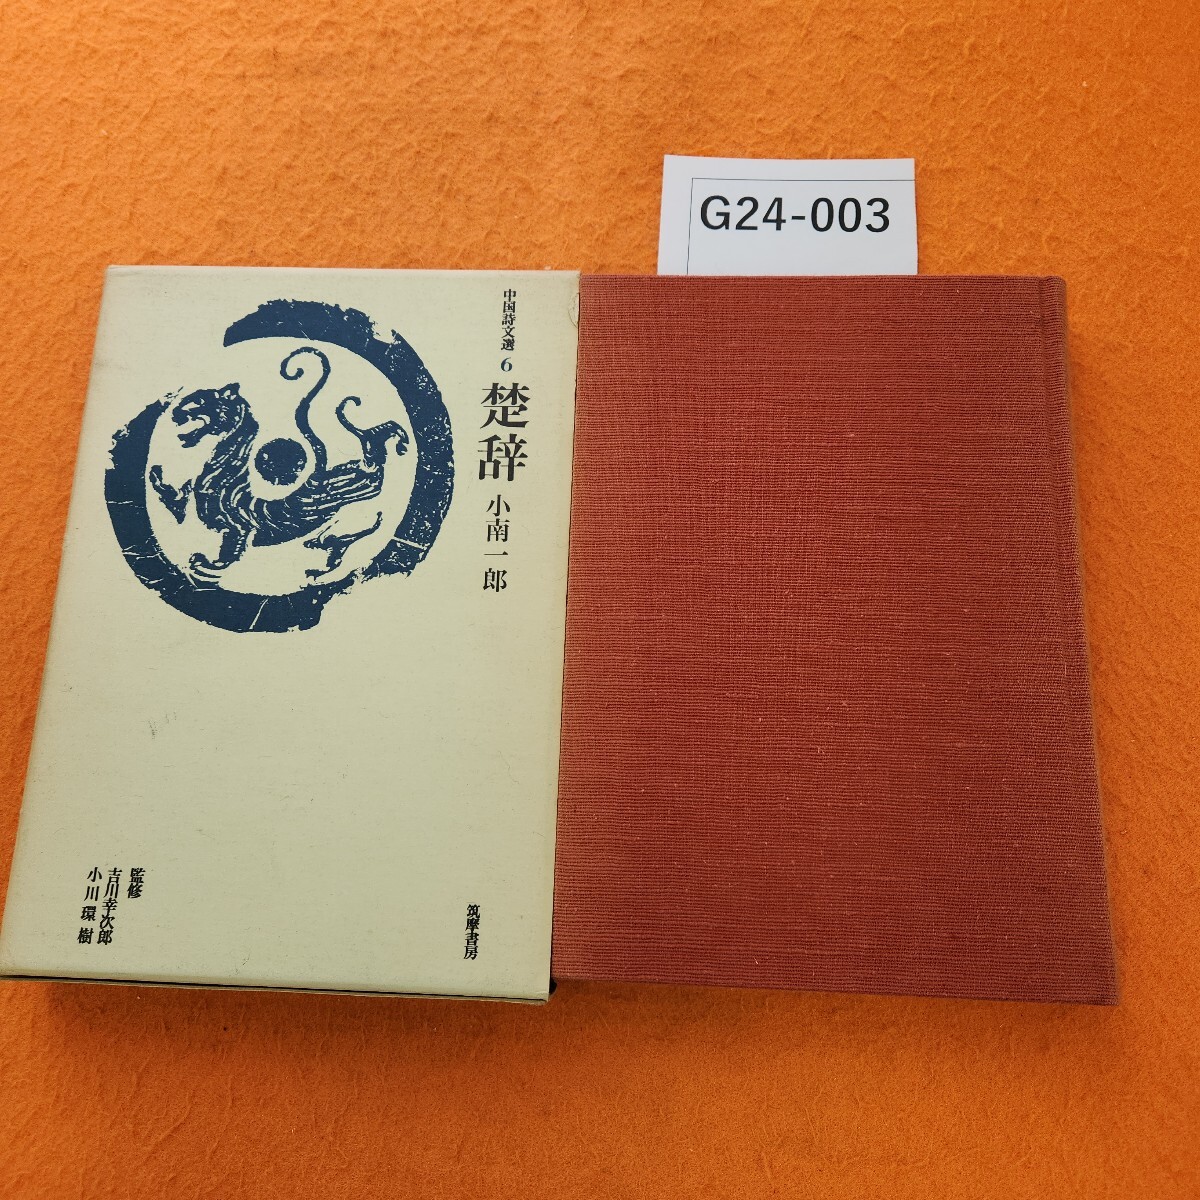 G24-003
中国詩文選 6
楚辞
小南一郎
監修
吉川幸次郎
小川環樹
筑摩書房